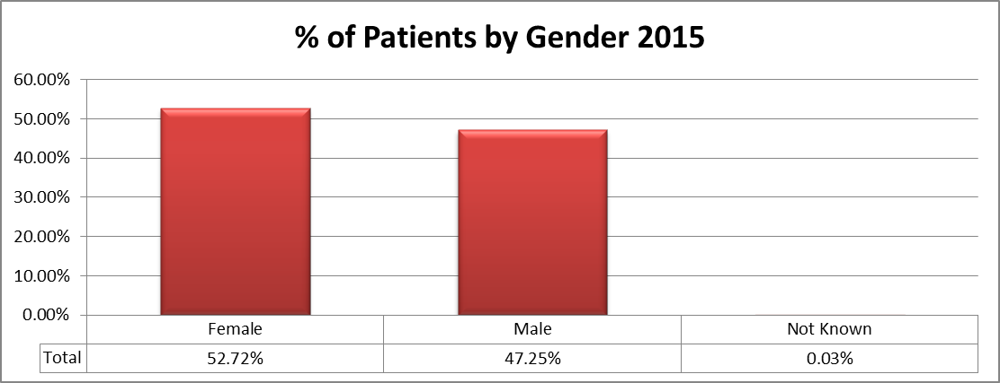 % of Patients by Gender 2015
60.00%
50.00%
40.00%
30.00%
20.00%
10.00%
0.00%
Female Male Not Known
Total 52.72% 47.25% 0.03%